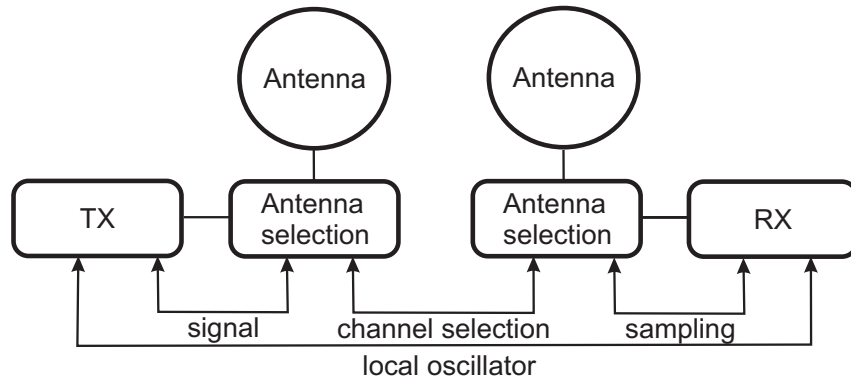 Antenna
Antenna
TX
Antenna
selection
Antenna
selection
RX
signal
channel selection
sampling
local oscillator